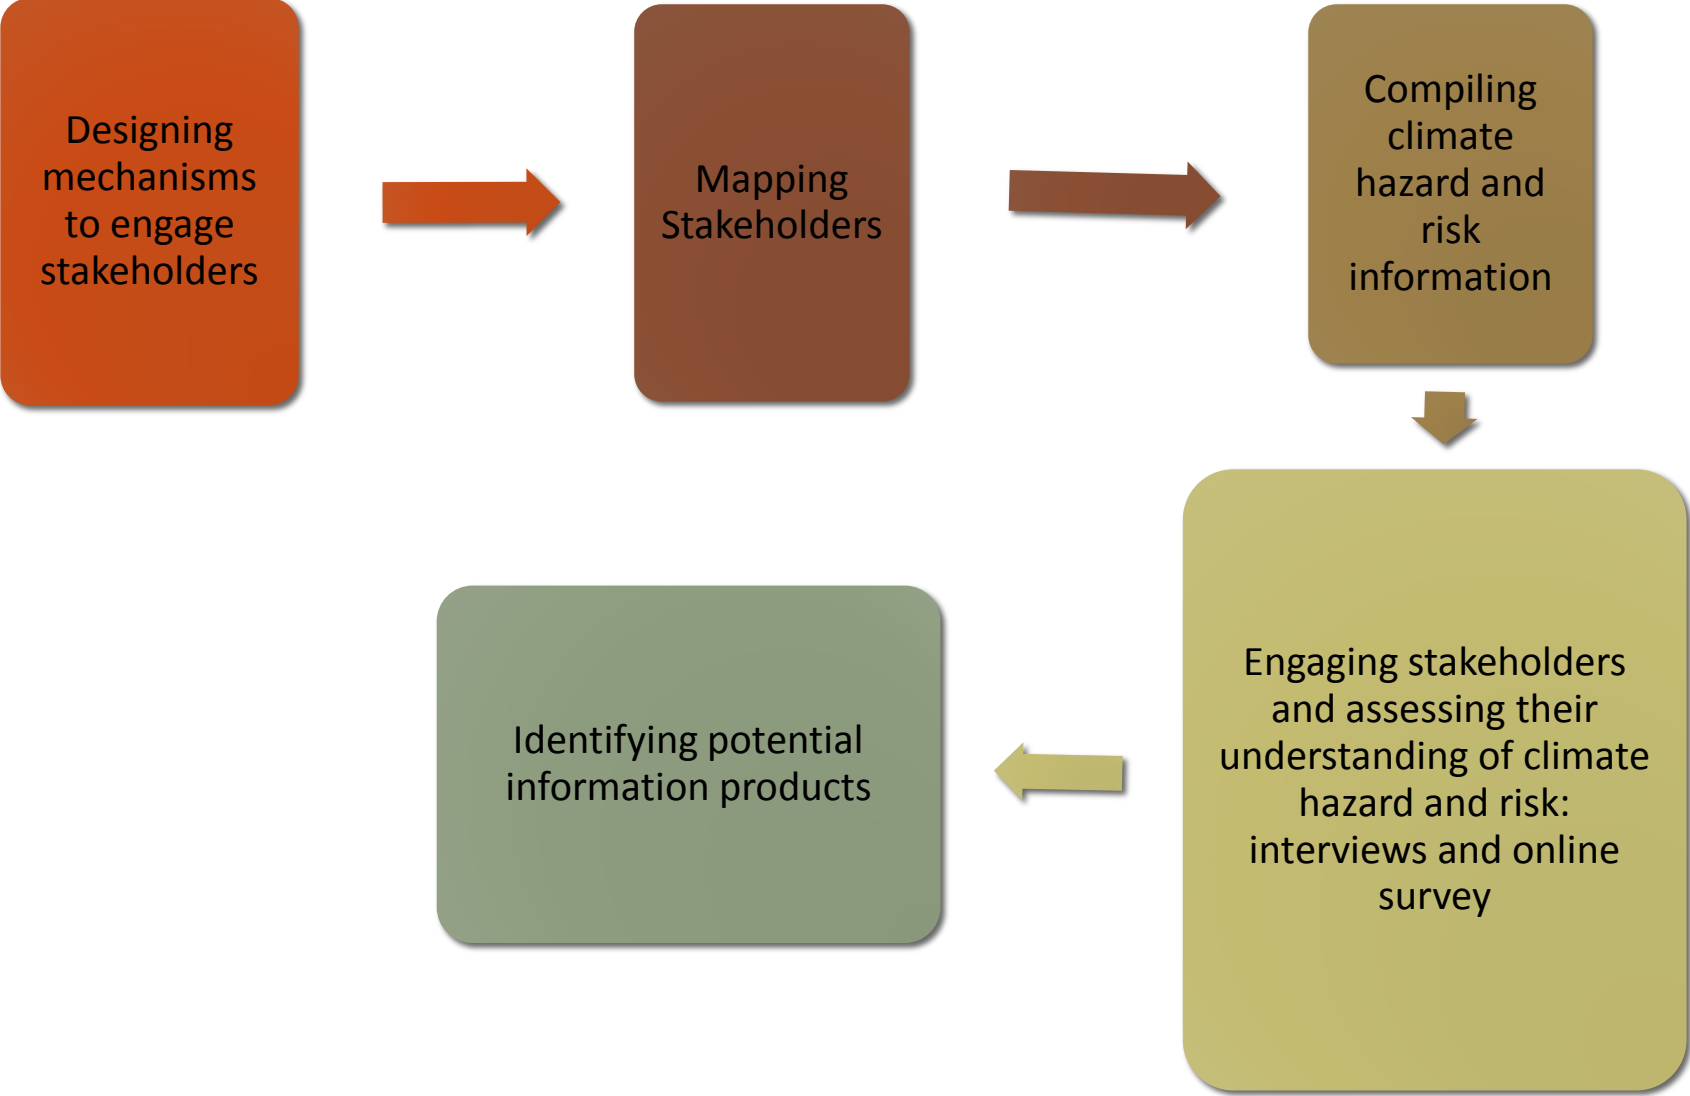 Designing
mechanisms
to engage
stakeholders
Mapping
Stakeholders
Compiling
climate
hazard and
risk
information
Engaging stakeholders
and assessing their
understanding of climate
hazard and risk:
interviews and online
survey
Identifying potential
information products